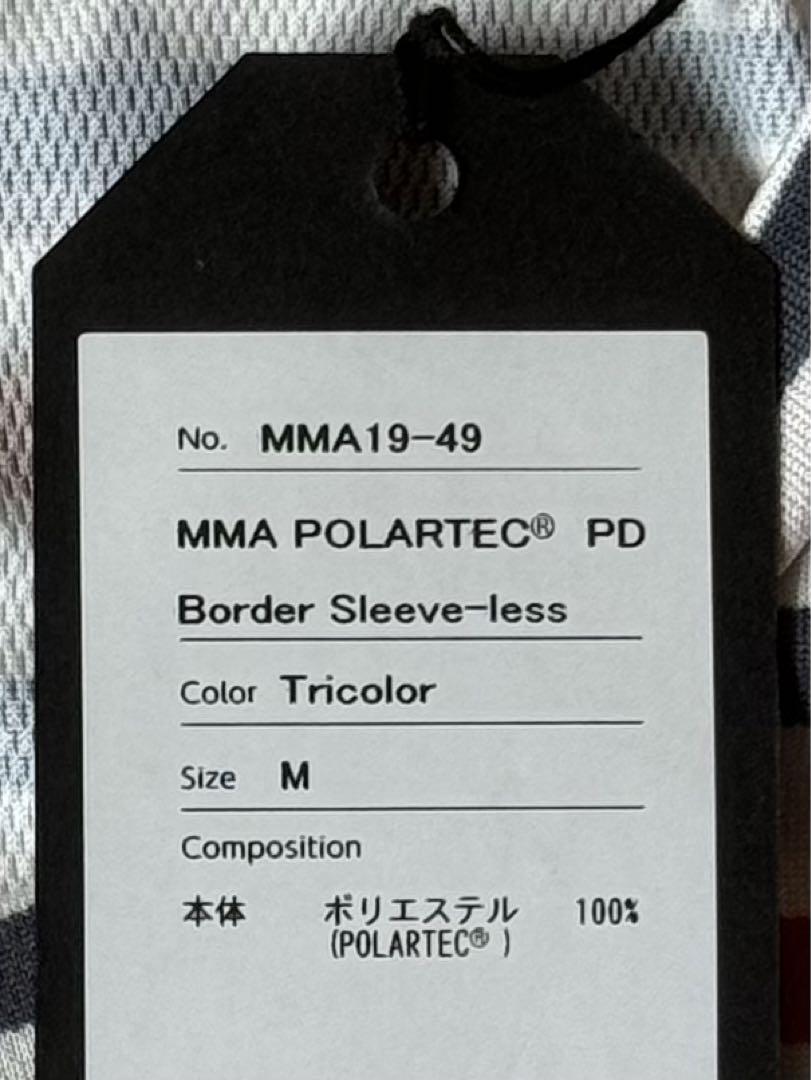 No. MMA19-49
MMA POLARTEC® PD
Border Sleeve-less
Color Tricolor
Size M
Composition
本体 ポリエステル 100%
(POLARTEC® )